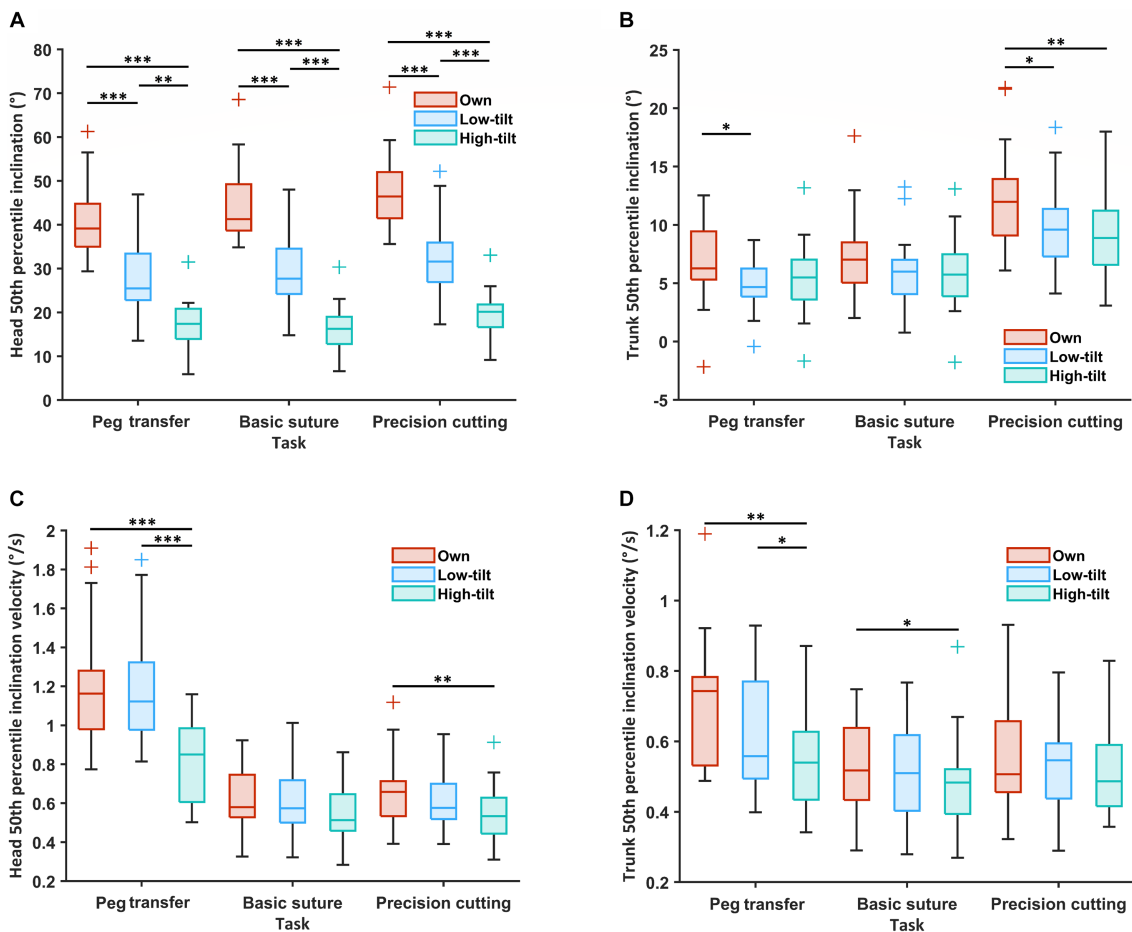 A
Head 50th percentile inclination (°)
80
70
60
50
40
30
20
10
0
*** ** ***
*** *** ***
*** *** ***
Own
Low-tilt
High-tilt
Peg transfer Basic suture Precision cutting
Task
B
Trunk 50th percentile inclination (°)
25
20
15
10
5
0
-5
*
** *
Own
Low-tilt
High-tilt
Peg transfer Basic suture Precision cutting
Task
C
Head 50th percentile inclination velocity (°/s)
2
1.8
1.6
1.4
1.2
1
0.8
0.6
0.4
0.2
***
***
**
Own
Low-tilt
High-tilt
Peg transfer Basic suture Precision cutting
Task
D
Trunk 50th percentile inclination velocity (°/s)
1.2
1
0.8
0.6
0.4
0.2
**
*
*
Own
Low-tilt
High-tilt
Peg transfer Basic suture Precision cutting
Task